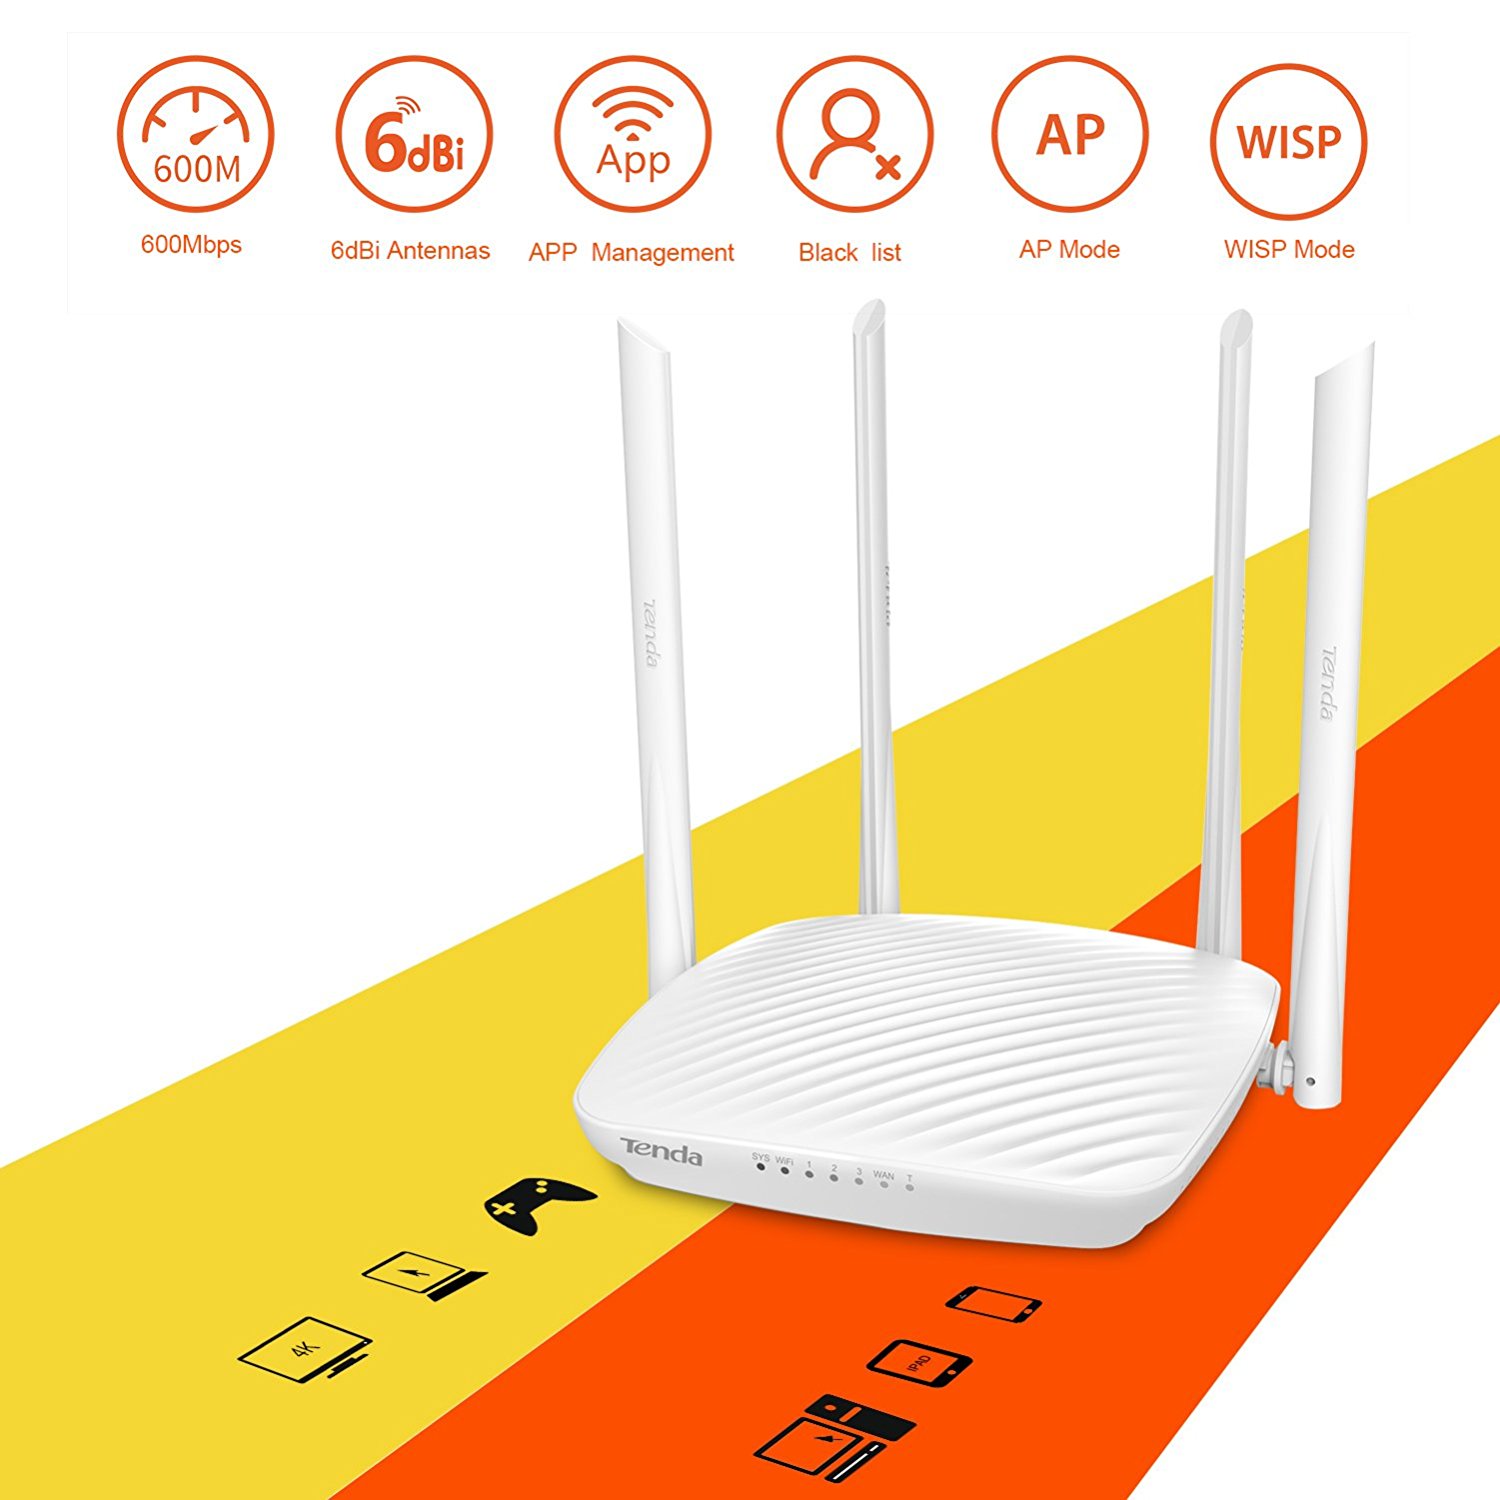 600M
6dBi
App
AP
WISP
600Mbps
6dBi Antennas
APP Management
Black list
AP Mode
WISP Mode
Tenda
Tenda
Tenda
SYS WiFi 1 2 3 WAN T
4K
IPAD